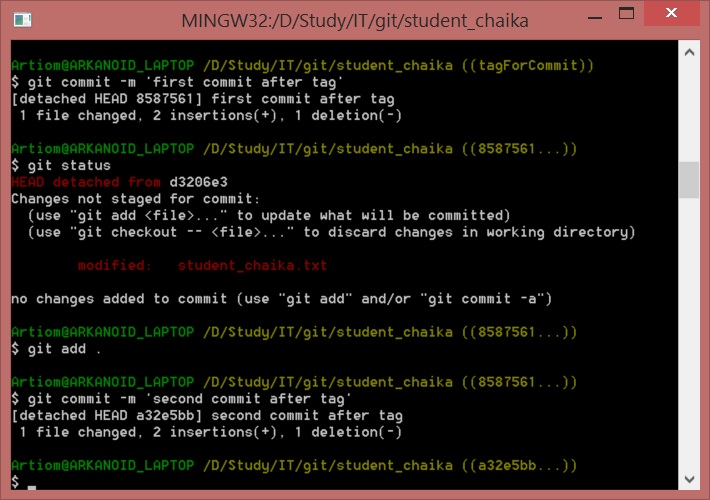 MINGW32:/D/Study/IT/git/student_chaika
Artiom@ARKANOID_LAPTOP /D/Study/IT/git/student_chaika ((tagForCommit))
$ git commit -m 'first commit after tag'
[detached HEAD 8587561] first commit after tag
 1 file changed, 2 insertions(+), 1 deletion(-)
Artiom@ARKANOID_LAPTOP /D/Study/IT/git/student_chaika ((8587561...))
$ git status
HEAD detached from d3206e3
Changes not staged for commit:
  (use "git add <file>..." to update what will be committed)
  (use "git checkout -- <file>..." to discard changes in working directory)
        modified:   student_chaika.txt
no changes added to commit (use "git add" and/or "git commit -a")
Artiom@ARKANOID_LAPTOP /D/Study/IT/git/student_chaika ((8587561...))
$ git add .
Artiom@ARKANOID_LAPTOP /D/Study/IT/git/student_chaika ((8587561...))
$ git commit -m 'second commit after tag'
[detached HEAD a32e5bb] second commit after tag
 1 file changed, 2 insertions(+), 1 deletion(-)
Artiom@ARKANOID_LAPTOP /D/Study/IT/git/student_chaika ((a32e5bb...))
$